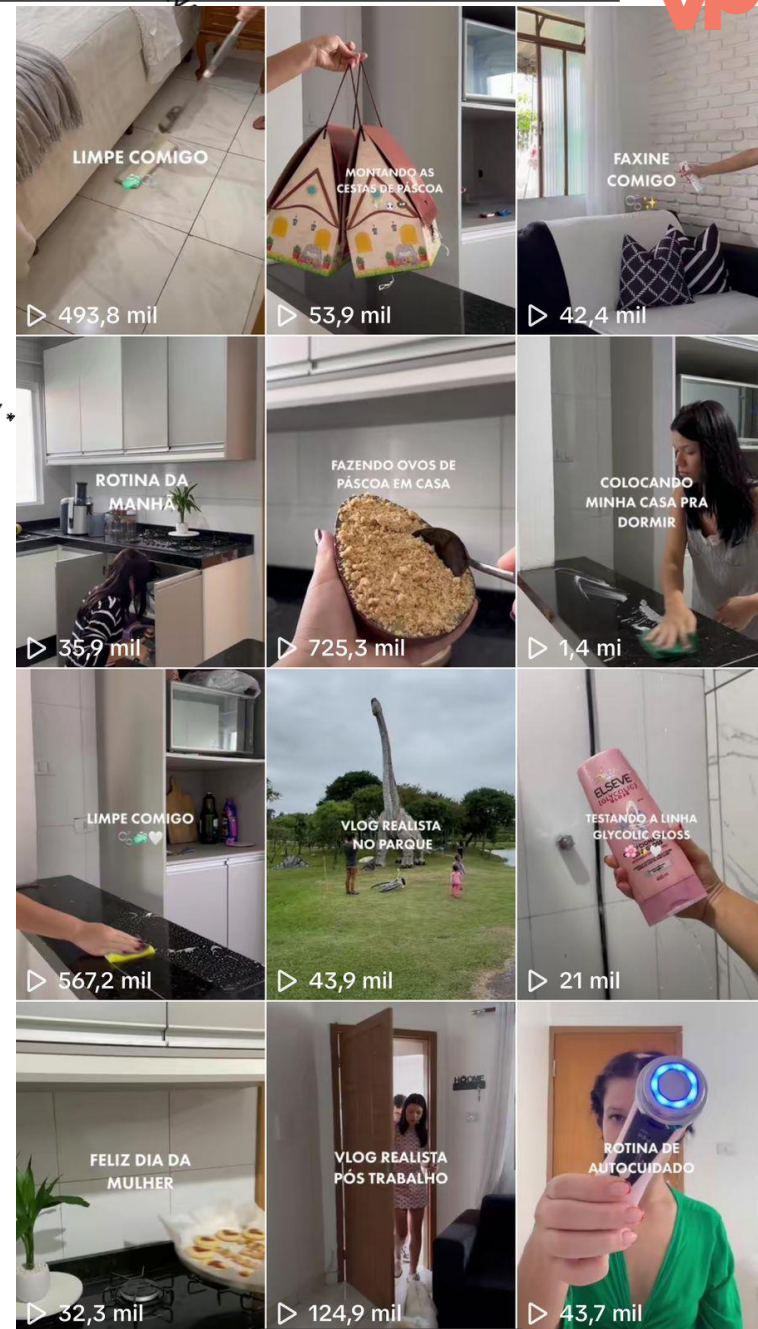 VIP
LIMPE COMIGO
493,8 mil
MONTANDO AS
CESTAS DE PÁSCOA
53,9 mil
FAXINE
COMIGO
42,4 mil
ROTINA DA
MANHÃ
35,9 mil
FAZENDO OVOS DE
PÁSCOA EM CASA
725,3 mil
COLOCANDO
MINHA CASA PRA
DORMIR
1,4 mi
LIMPE COMIGO
567,2 mil
VLOG REALISTA
NO PARQUE
43,9 mil
ELSEVE
TESTANDO A LINHA
GLYCOLIC GLOSS
21 mil
FELIZ DIA DA
MULHER
32,3 mil
HOME
VLOG REALISTA
PÓS TRABALHO
124,9 mil
ROTINA DE
AUTOCUIDADO
43,7 mil